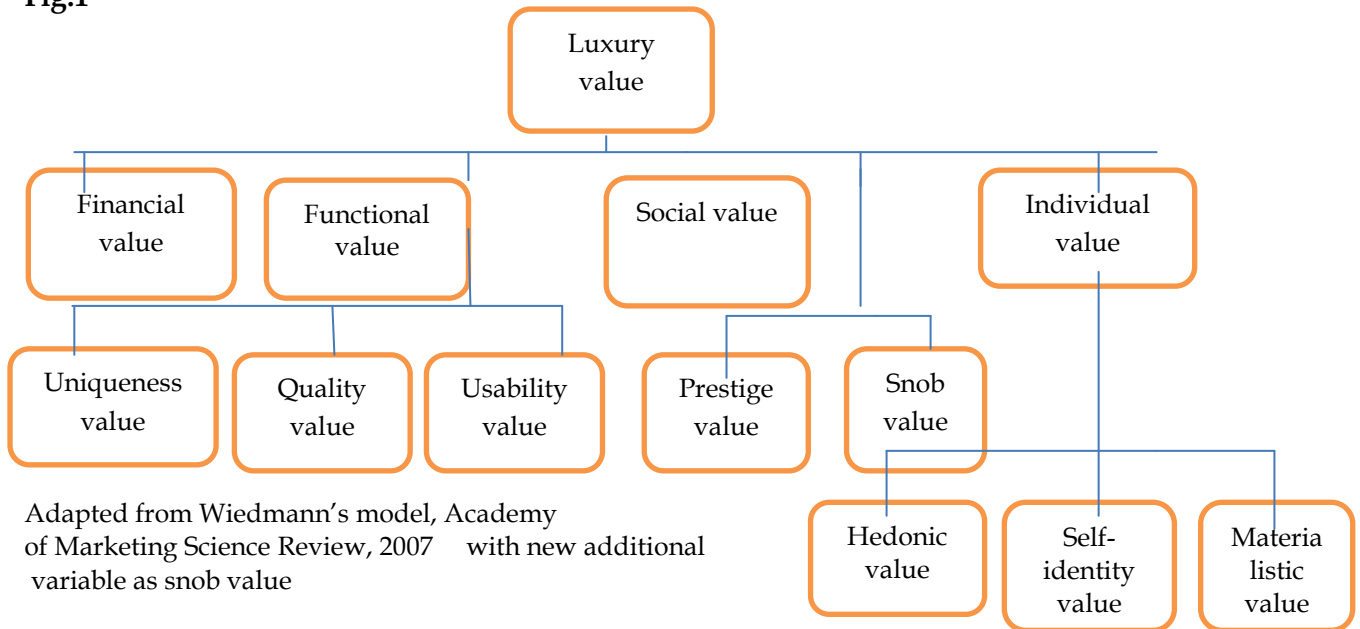 Fig.1
Luxury
value
Financial
value
Functional
value
Social value
Individual
value
Uniqueness
value
Quality
value
Usability
value
Prestige
value
Snob
value
Hedonic
value
Self-
identity
value
Materia
listic
value
Adapted from Wiedmann’s model, Academy
of Marketing Science Review, 2007 with new additional
variable as snob value